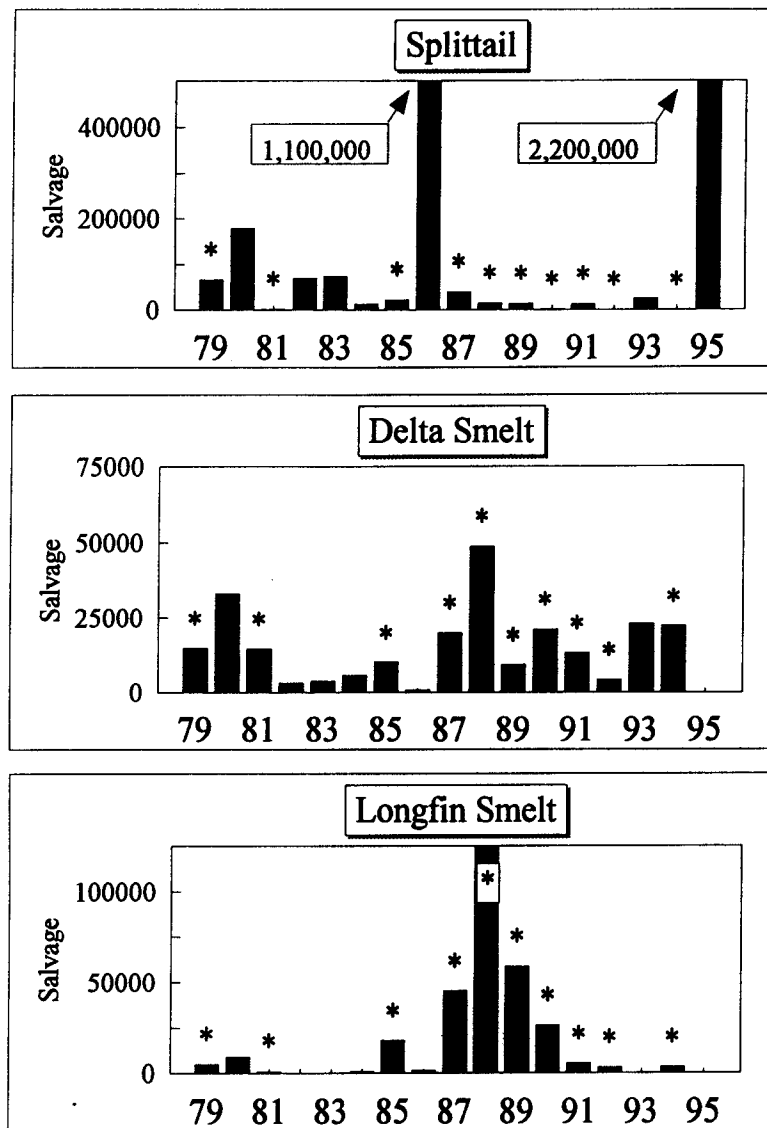 Splittail
400000
200000
0
Salvage
1,100,000
2,200,000
* * * * * * * * * *
79 81 83 85 87 89 91 93 95
Delta Smelt
75000
50000
25000
0
Salvage
* * * * * * * * * *
79 81 83 85 87 89 91 93 95
Longfin Smelt
100000
50000
0
Salvage
* * * * * * * * * *
79 81 83 85 87 89 91 93 95